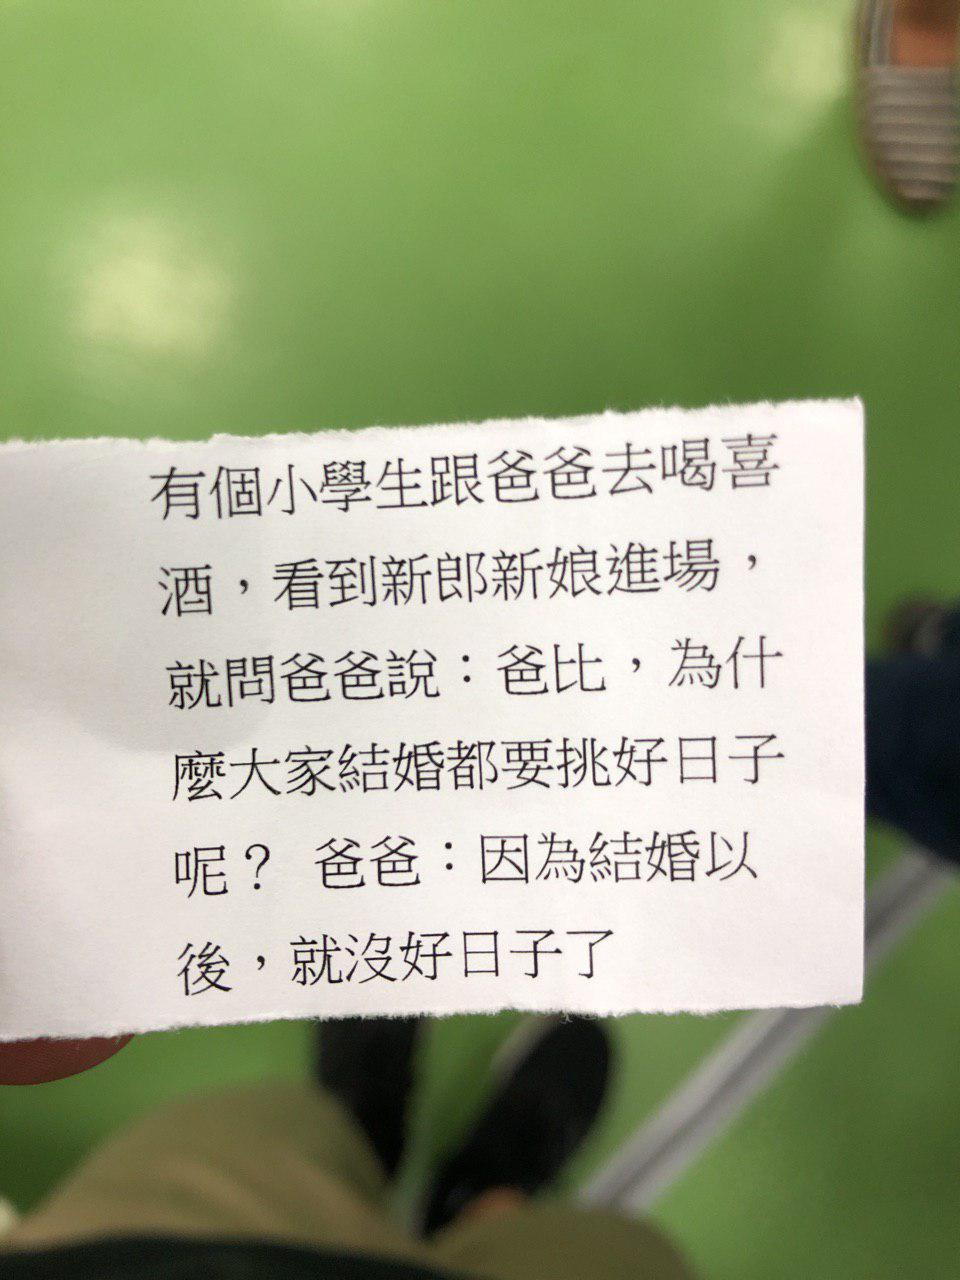 有個小學生跟爸爸去喝喜
酒，看到新郎新娘進場，
就問爸爸說：爸比，為什
麼大家結婚都要挑好日子
呢？ 爸爸：因為結婚以
後，就沒好日子了